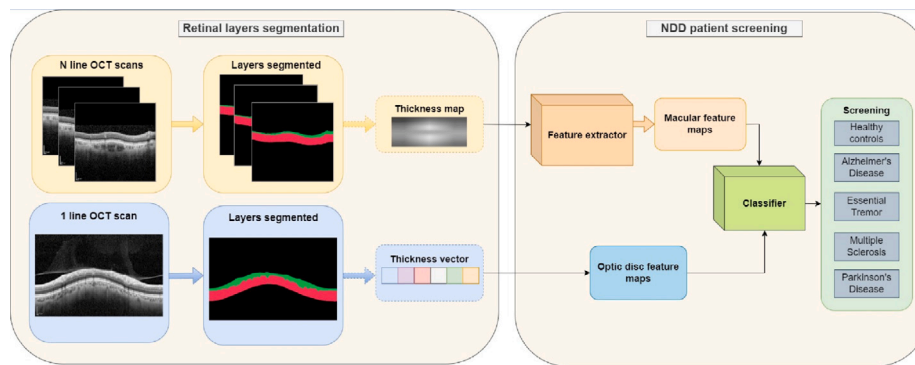 Retinal layers segmentation
NDD patient screening
N line OCT scans
Layers segmented
Thickness map
Feature extractor
Macular feature
maps
Screening
Healthy
controls
Alzheimer's
Disease
Essential
Tremor
Multiple
Sclerosis
Parkinson's
Disease
Classifier
1 line OCT scan
Layers segmented
Thickness vector
Optic disc feature
maps